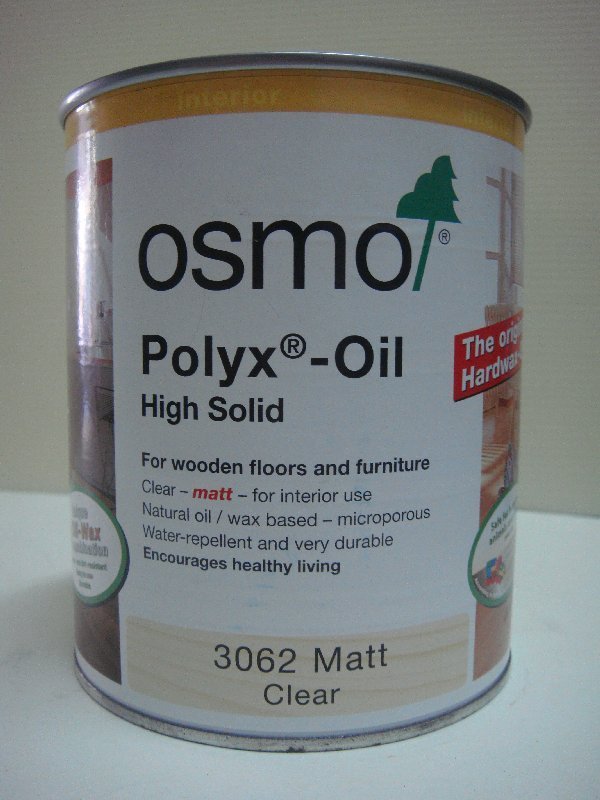 interior
osmo®
Polyx®-Oil
High Solid
The orig
Hardwax-
For wooden floors and furniture
Clear – matt – for interior use
Natural oil / wax based – microporous
Water-repellent and very durable
Encourages healthy living
3062 Matt
Clear